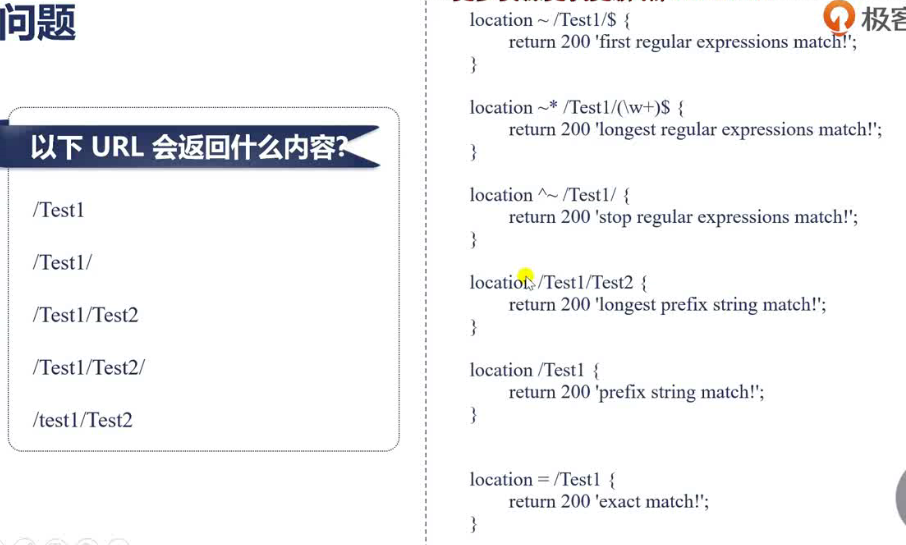 问题
以下 URL 会返回什么内容?
/Test1
/Test1/
/Test1/Test2
/Test1/Test2/
/test1/Test2
location ~ /Test1/$ {
return 200 'first regular expressions match!';
}
location ~* /Test1/(\w+)$ {
return 200 'longest regular expressions match!';
}
location ^~ /Test1/ {
return 200 'stop regular expressions match!';
}
location /Test1/Test2 {
return 200 'longest prefix string match!';
}
location /Test1 {
return 200 'prefix string match!';
}
location = /Test1 {
return 200 'exact match!';
}
极客